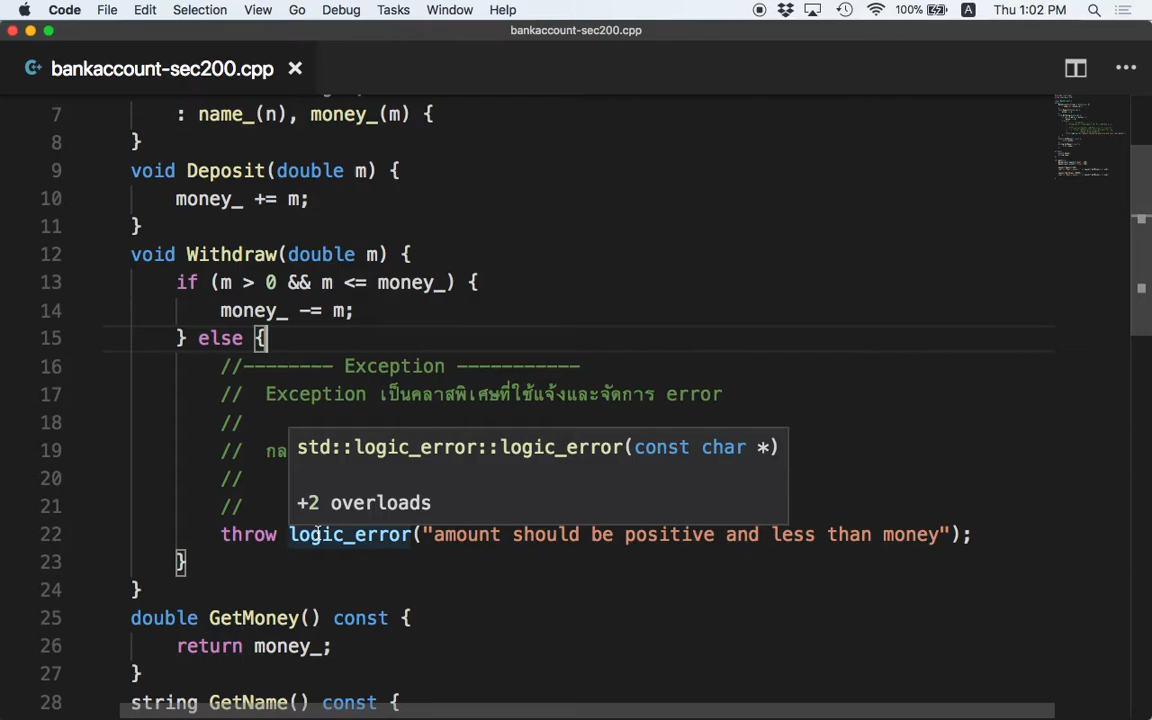 Code File Edit Selection View Go Debug Tasks Window Help 100% A Thu 1:02 PM
bankaccount-sec200.cpp
bankaccount-sec200.cpp
7 : name_(n), money_(m) {
8 }
9 void Deposit(double m) {
10 money_ += m;
11 }
12 void Withdraw(double m) {
13 if (m > 0 && m <= money_) {
14 money_ -= m;
15 } else {
16 //-------- Exception -----------
17 // Exception เป็นคลาสพิเศษที่ใช้แจ้งและจัดการ error
18 //
19 // กล
std::logic_error::logic_error(const char *)
20 //
+2 overloads
21 //
22 throw logic_error("amount should be positive and less than money");
23 }
24 }
25 double GetMoney() const {
26 return money_;
27 }
28 string GetName() const {